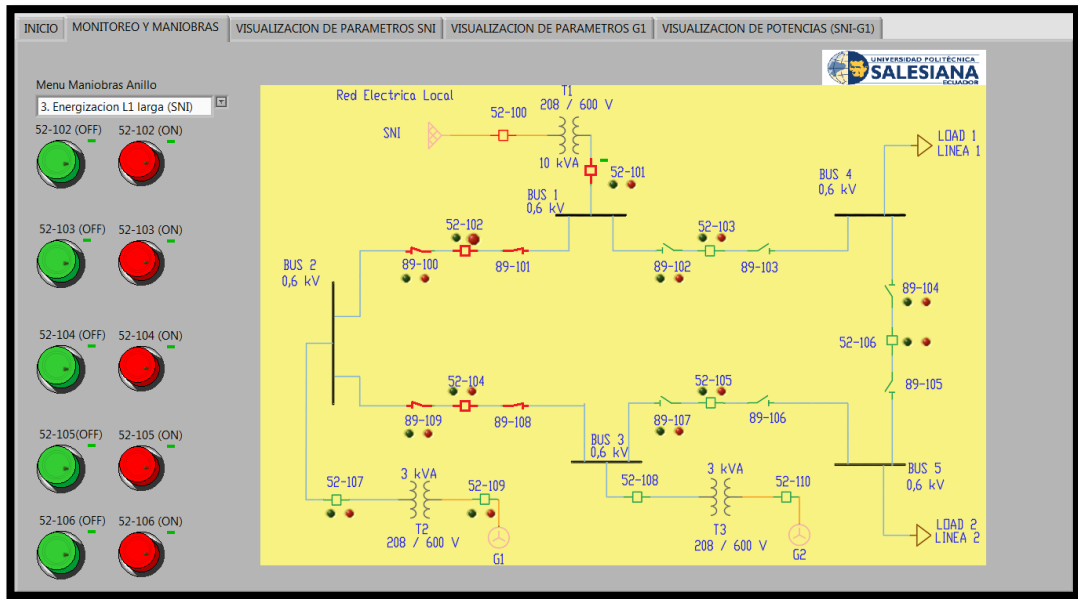 INICIO
MONITOREO Y MANIOBRAS
VISUALIZACION DE PARAMETROS SNI
VISUALIZACION DE PARAMETROS G1
VISUALIZACION DE POTENCIAS (SNI-G1)
UNIVERSIDAD POLITÉCNICA
SALESIANA
ECUADOR
Menu Maniobras Anillo
3. Energizacion L1 larga (SNI)
52-102 (OFF)
52-102 (ON)
52-103 (OFF)
52-103 (ON)
52-104 (OFF)
52-104 (ON)
52-105(OFF)
52-105 (ON)
52-106 (OFF)
52-106 (ON)
Red Electrica Local
T1
208 / 600 V
52-100
SNI
10 kVA
52-101
LOAD 1
LINEA 1
BUS 1
0,6 kV
BUS 4
0,6 kV
52-102
52-103
89-100
89-101
89-102
89-103
BUS 2
0,6 kV
89-104
52-106
89-105
52-104
52-105
89-109
89-108
89-107
89-106
BUS 3
0,6 kV
BUS 5
0,6 kV
52-107
3 kVA
52-109
52-108
3 kVA
52-110
T2
208 / 600 V
G1
T3
208 / 600 V
G2
LOAD 2
LINEA 2